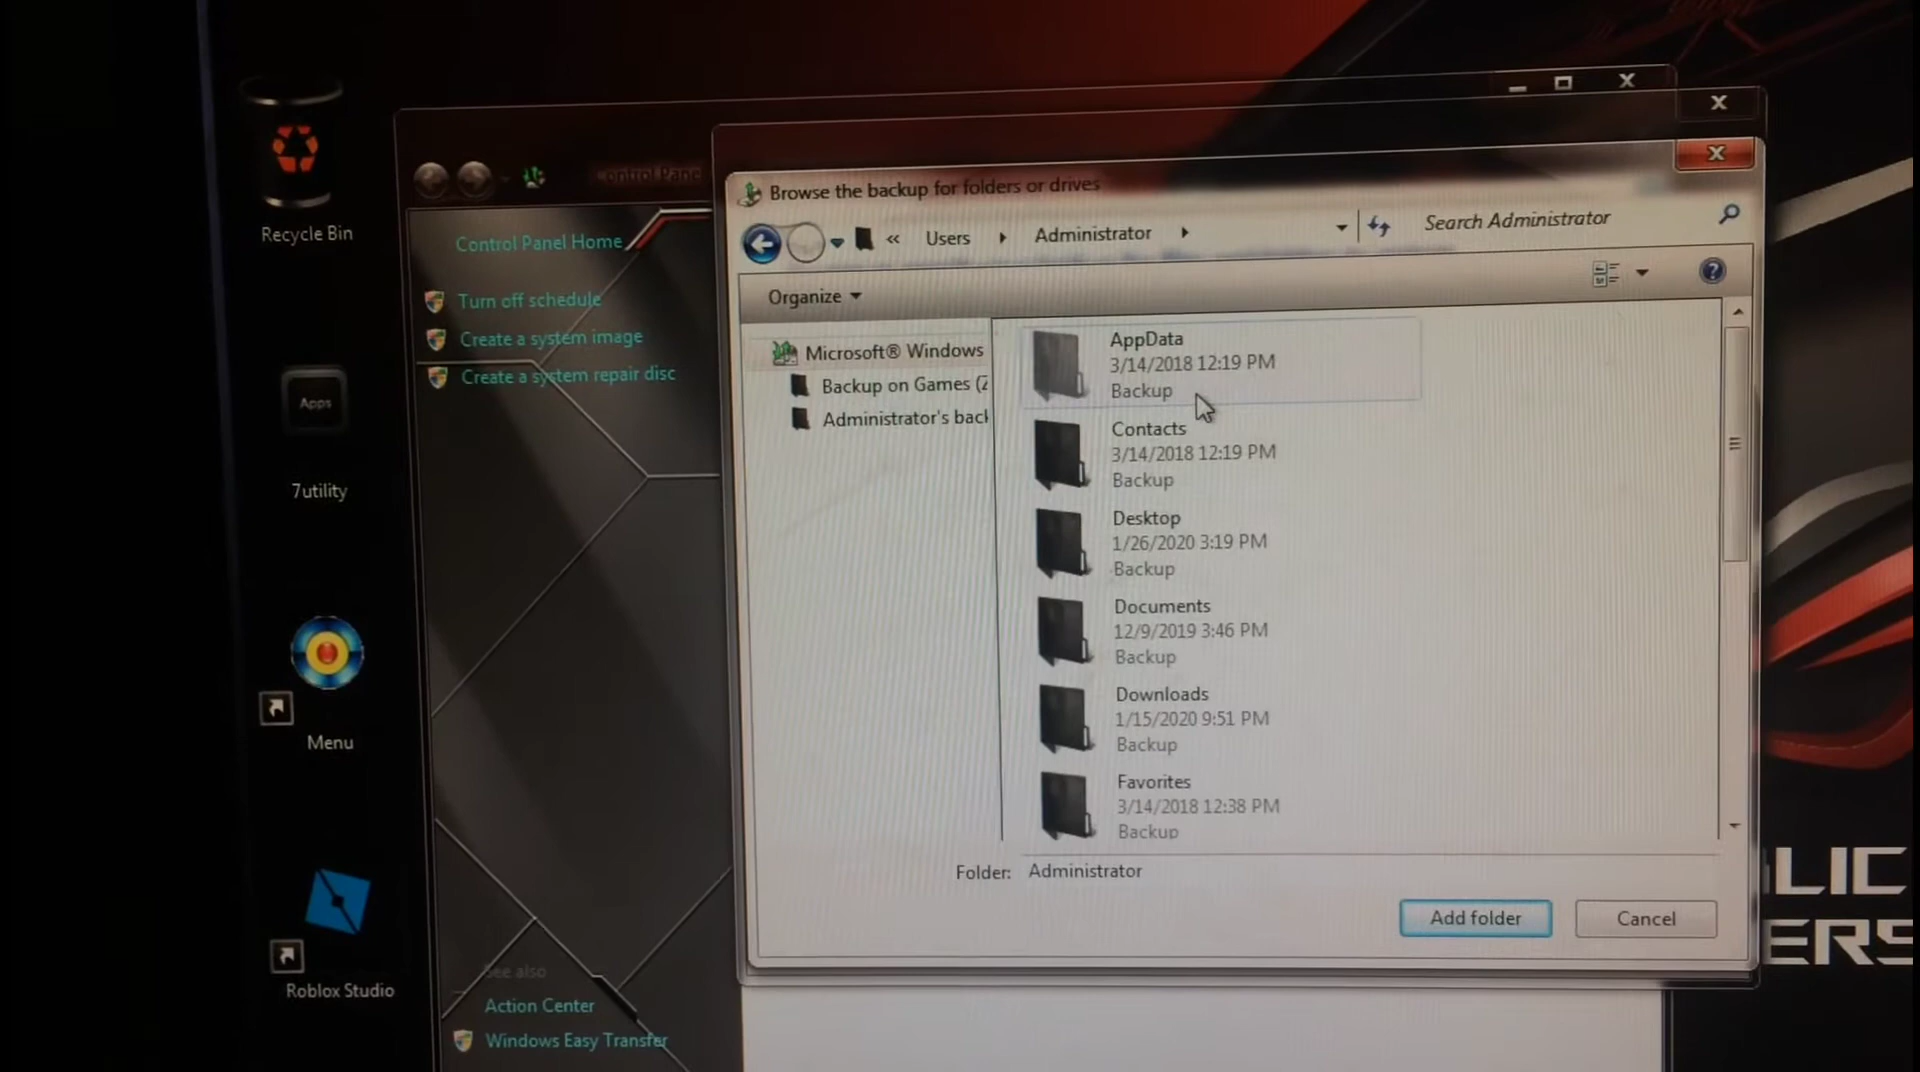 Recycle Bin
Apps
7utility
Menu
Roblox Studio
Control Panel
Control Panel Home
Turn off schedule
Create a system image
Create a system repair disc
See also
Action Center
Windows Easy Transfer
Browse the backup for folders or drives
« Users Administrator
Search Administrator
Organize
Microsoft® Windows
Backup on Games (
Administrator's back
AppData
3/14/2018 12:19 PM
Backup
Contacts
3/14/2018 12:19 PM
Backup
Desktop
1/26/2020 3:19 PM
Backup
Documents
12/9/2019 3:46 PM
Backup
Downloads
1/15/2020 9:51 PM
Backup
Favorites
3/14/2018 12:38 PM
Backup
Folder: Administrator
Add folder
Cancel
LIC
ERS